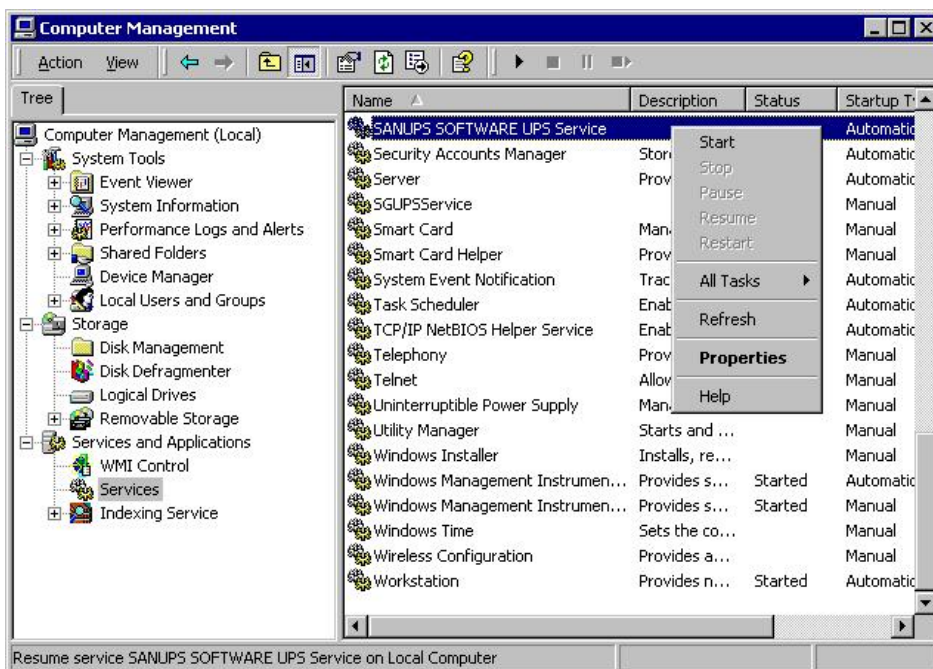 Computer Management
Action View
Tree
Name Description Status Startup T
Computer Management (Local)
System Tools
Event Viewer
System Information
Performance Logs and Alerts
Shared Folders
Device Manager
Local Users and Groups
Storage
Disk Management
Disk Defragmenter
Logical Drives
Removable Storage
Services and Applications
WMI Control
Services
Indexing Service
SANUPS SOFTWARE UPS Service Automatic
Security Accounts Manager Stor Automatic
Server Prov Automatic
SGUPSService Manual
Smart Card Man Manual
Smart Card Helper Prov Manual
System Event Notification Trac Automatic
Task Scheduler Enab Automatic
TCP/IP NetBIOS Helper Service Enab Automatic
Telephony Prov Manual
Telnet Allow Manual
Uninterruptible Power Supply Man Manual
Utility Manager Starts and ... Manual
Windows Installer Installs, re... Manual
Windows Management Instrumen... Provides s... Started Automatic
Windows Management Instrumen... Provides s... Started Manual
Windows Time Sets the co... Manual
Wireless Configuration Provides a... Manual
Workstation Provides n... Started Automatic
Start
Stop
Pause
Resume
Restart
All Tasks
Refresh
Properties
Help
Resume service SANUPS SOFTWARE UPS Service on Local Computer